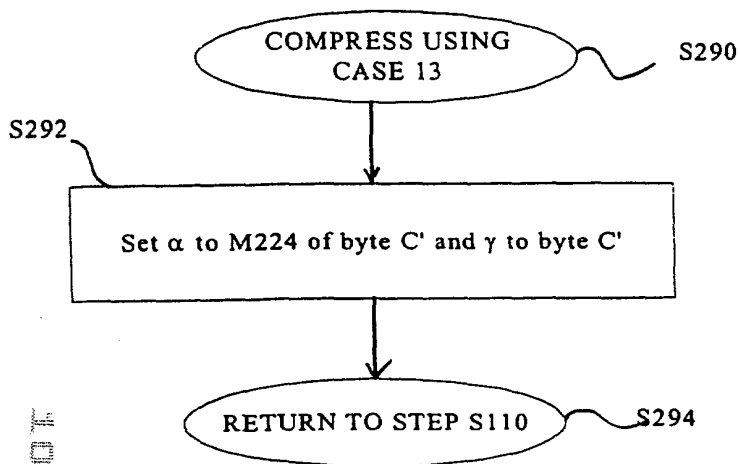 COMPRESS USING
CASE 13
S290
S292
Set α to M224 of byte C' and γ to byte C'
RETURN TO STEP S110
S294